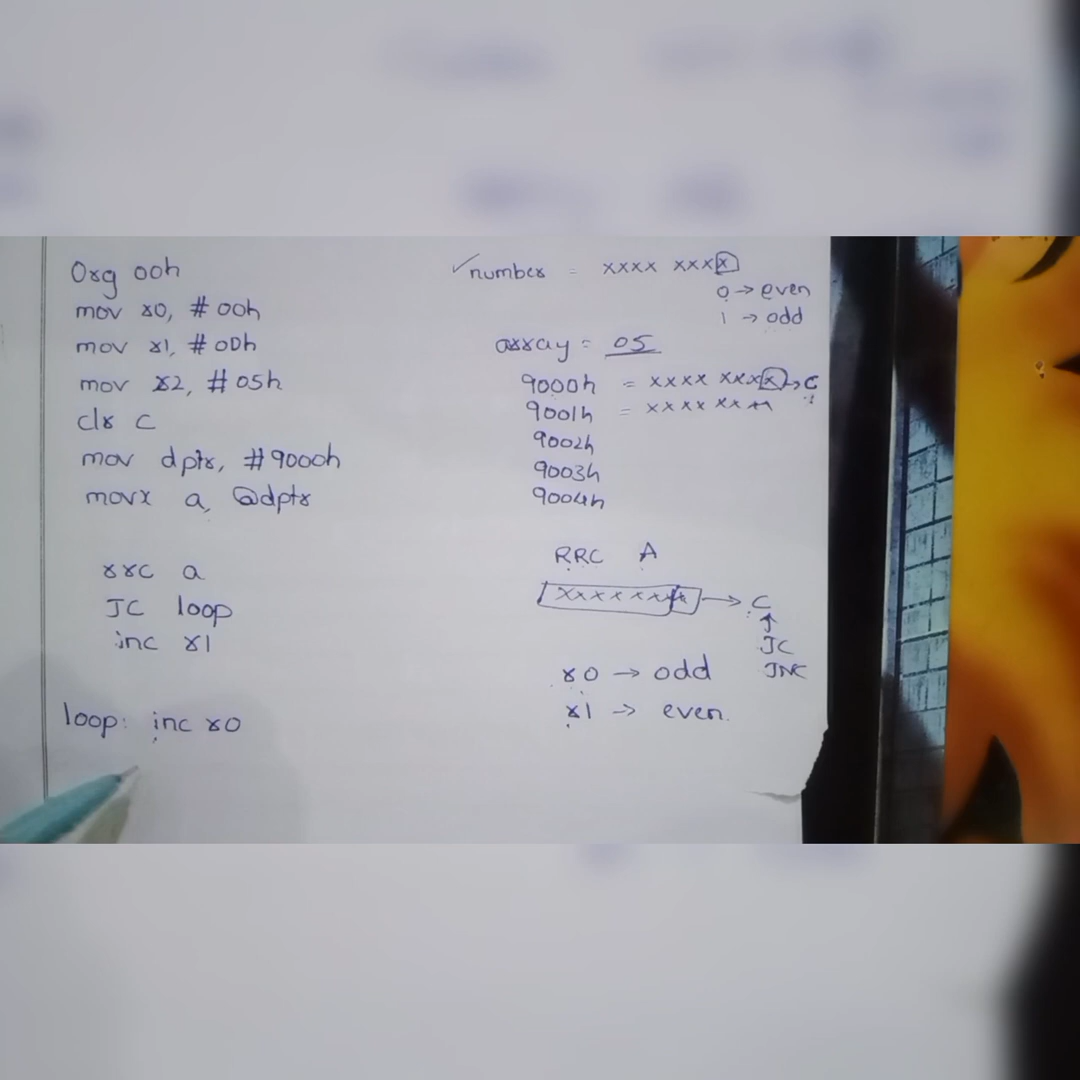 Org 00h
mov r0, #00h
mov r1, #00h
mov r2, #05h
clr C
mov dptr, #9000h
movx a, @dptr
rrc a
JC loop
inc r1
loop: inc r0
✓number = xxxx xxxx
0 → even
1 → odd
array = 05
9000h = xxxx xxxx → C
9001h = xxxx xxx
9002h
9003h
9004h
RRC A
xxxxxxxx → C
↑
JC
JNC
r0 → odd
r1 → even.